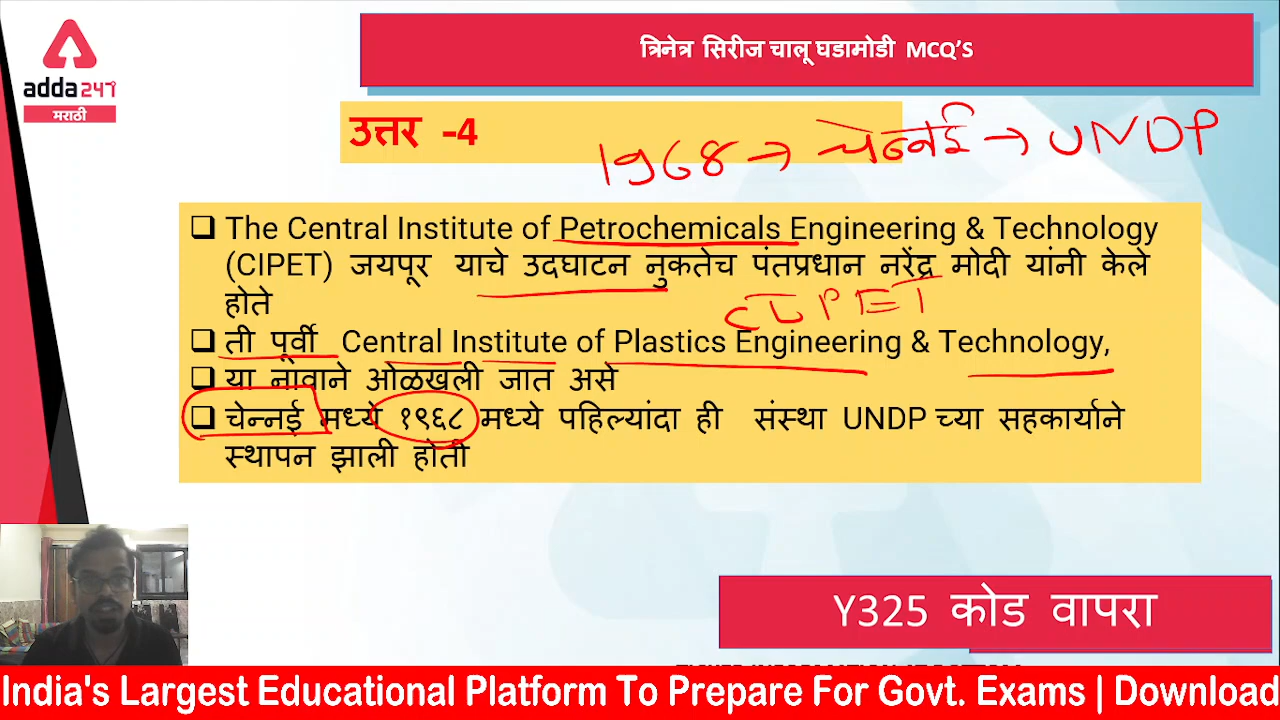 त्रिनेत्र सिरीज चालू घडामोडी MCQ'S
adda247
मराठी
उत्तर -4
1968 → चेन्नई → UNDP
❑ The Central Institute of Petrochemicals Engineering & Technology
(CIPET) जयपूर याचे उदघाटन नुकतेच पंतप्रधान नरेंद्र मोदी यांनी केले
होते
CIPET
❑ ती पूर्वी Central Institute of Plastics Engineering & Technology,
❑ या नावाने ओळखली जात असे
❑ चेन्नई मध्ये १९६८ मध्ये पहिल्यांदा ही संस्था UNDP च्या सहकार्याने
स्थापन झाली होती
Y325 कोड वापरा
India's Largest Educational Platform To Prepare For Govt. Exams | Download